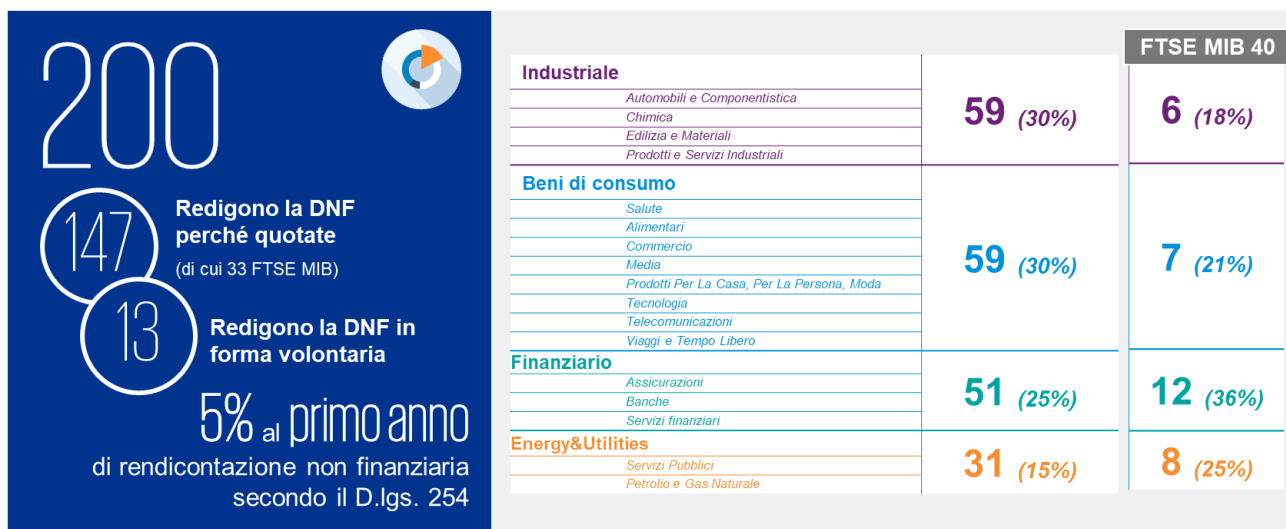 200
147
Redigono la DNF
perché quotate
(di cui 33 FTSE MIB)
13
Redigono la DNF in
forma volontaria
5% al primo anno
di rendicontazione non finanziaria
secondo il D.lgs. 254
FTSE MIB 40
Industriale
Automobili e Componentistica
Chimica
Edilizia e Materiali
Prodotti e Servizi Industriali
59 (30%)
6 (18%)
Beni di consumo
Salute
Alimentari
Commercio
Media
Prodotti Per La Casa, Per La Persona, Moda
Tecnologia
Telecomunicazioni
Viaggi e Tempo Libero
59 (30%)
7 (21%)
Finanziario
Assicurazioni
Banche
Servizi finanziari
51 (25%)
12 (36%)
Energy&Utilities
Servizi Pubblici
Petrolio e Gas Naturale
31 (15%)
8 (25%)